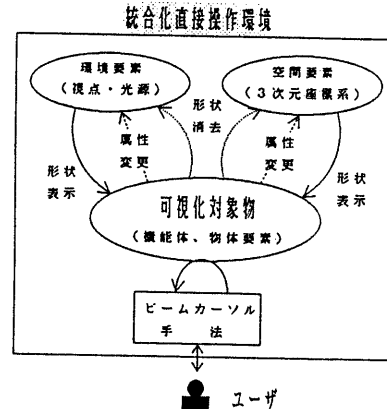 統合化直接操作環境
環境要素
(視点・光源)
空間要素
(3次元座標系)
形状
消去
属性
変更
属性
変更
形状
表示
形状
表示
可視化対象物
(機能体、物体要素)
ビームカーソル
手 法
ユーザ